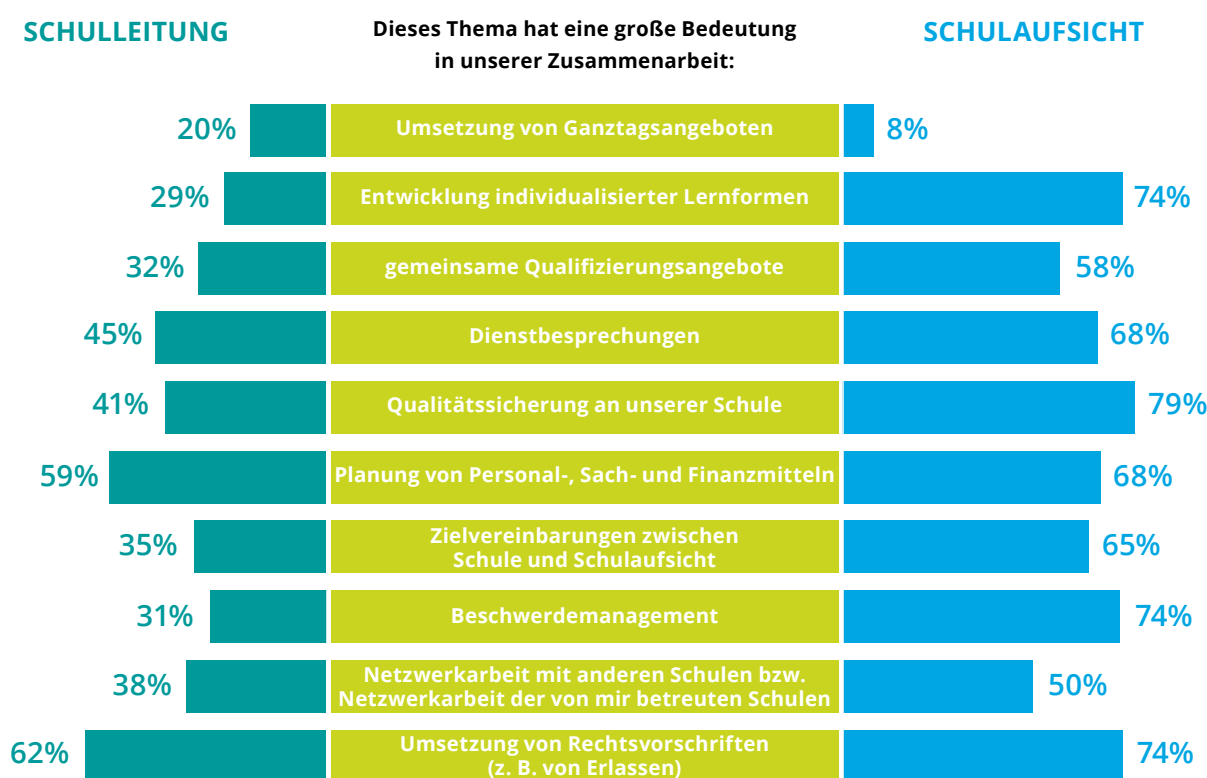 SCHULLEITUNG
Dieses Thema hat eine große Bedeutung
in unserer Zusammenarbeit:
SCHULAUFSICHT
20%
Umsetzung von Ganztagsangeboten
8%
29%
Entwicklung individualisierter Lernformen
74%
32%
gemeinsame Qualifizierungsangebote
58%
45%
Dienstbesprechungen
68%
41%
Qualitätssicherung an unserer Schule
79%
59%
Planung von Personal-, Sach- und Finanzmitteln
68%
35%
Zielvereinbarungen zwischen
Schule und Schulaufsicht
65%
31%
Beschwerdemanagement
74%
38%
Netzwerkarbeit mit anderen Schulen bzw.
Netzwerkarbeit der von mir betreuten Schulen
50%
62%
Umsetzung von Rechtsvorschriften
(z. B. von Erlassen)
74%